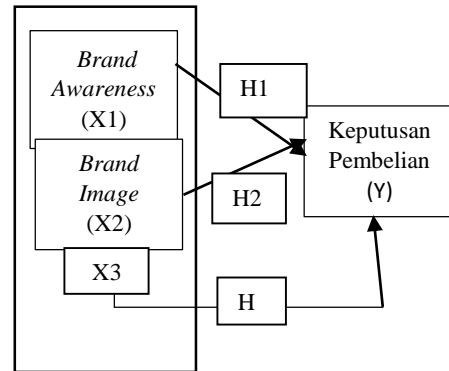 Brand
Awareness
(X1)
H1
Keputusan
Pembelian
(Y)
Brand
Image
(X2)
H2
X3
H